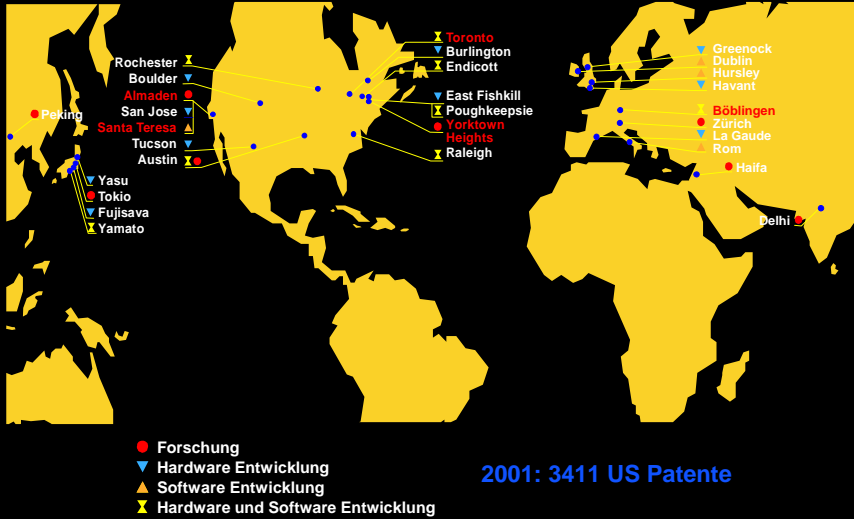 Peking
Yasu
Tokio
Fujisava
Yamato
Rochester
Boulder
Almaden
San Jose
Santa Teresa
Tucson
Austin
Toronto
Burlington
Endicott
East Fishkill
Poughkeepsie
Yorktown
Heights
Raleigh
Greenock
Dublin
Hursley
Havant
Böblingen
Zürich
La Gaude
Rom
Haifa
Delhi
Forschung
Hardware Entwicklung
Software Entwicklung
Hardware und Software Entwicklung
2001: 3411 US Patente